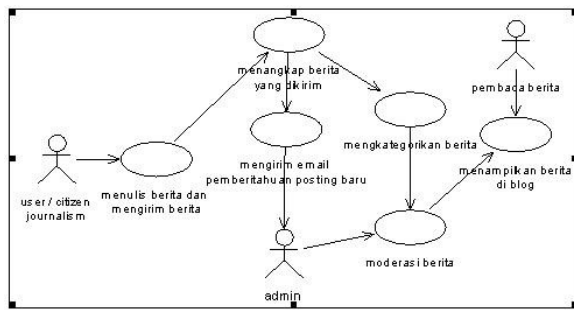 menangkap berita
yang dikirim
pembaca berita
mengkategorikan berita
mengirim email
pemberitahuan posting baru
menampilkan berita
di blog
menulis berita dan
mengirim berita
user / citizen
journalism
moderasi berita
admin